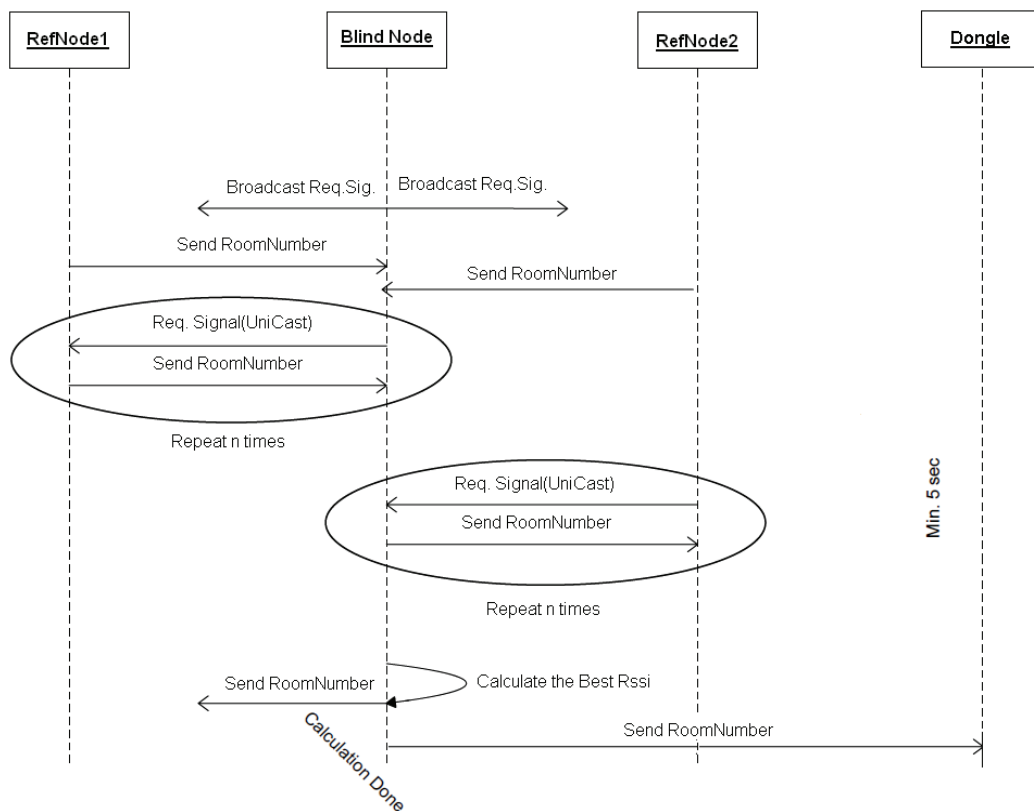 RefNode1
Blind Node
RefNode2
Dongle
Broadcast Req.Sig.
Broadcast Req.Sig.
Send RoomNumber
Send RoomNumber
Req. Signal(UniCast)
Send RoomNumber
Repeat n times
Req. Signal(UniCast)
Send RoomNumber
Min. 5 sec
Repeat n times
Send RoomNumber
Calculate the Best Rssi
Calculation Done
Send RoomNumber